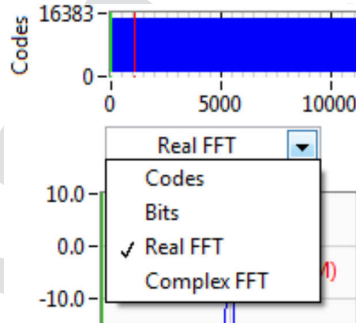 16383
Codes
0
0 5000 10000
Real FFT
Codes
Bits
✓ Real FFT
Complex FFT
10.0
0.0
-10.0